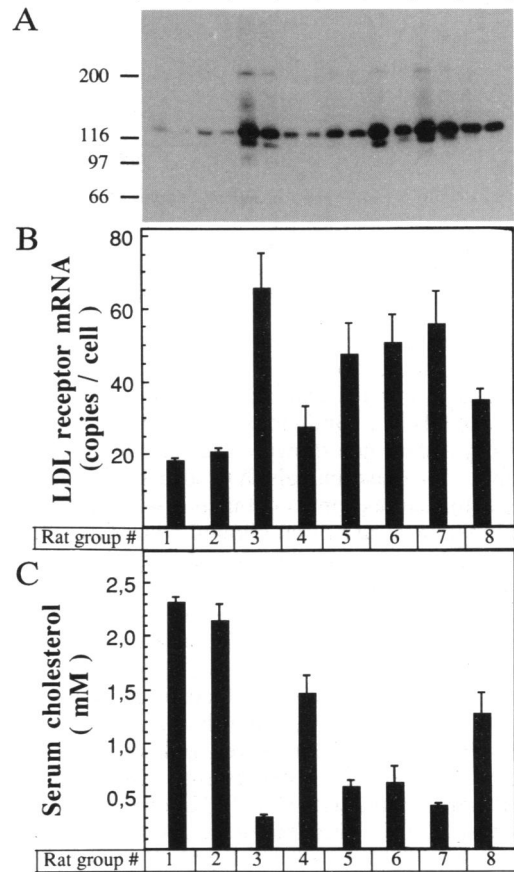 A
200
116
97
66
B
LDL receptor mRNA
(copies / cell)
80
60
40
20
Rat group # 1 2 3 4 5 6 7 8
C
Serum cholesterol
( mM )
2,5
2,0
1,5
1,0
0,5
Rat group # 1 2 3 4 5 6 7 8